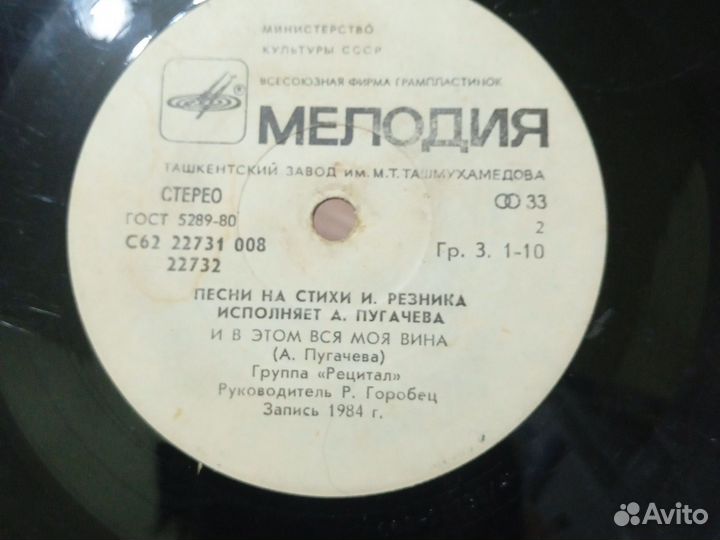 МИНИСТЕРСТВО
КУЛЬТУРЫ СССР
ВСЕСОЮЗНАЯ ФИРМА ГРАМПЛАСТИНОК
МЕЛОДИЯ
ТАШКЕНТСКИЙ ЗАВОД ИМ. М.Т. ТАШМУХАМЕДОВА
СТЕРЕО 33
ГОСТ 5289-80 2
С62 22731 008 Гр. 3. 1-10
22732
ПЕСНИ НА СТИХИ И. РЕЗНИКА
ИСПОЛНЯЕТ А. ПУГАЧЕВА
И В ЭТОМ ВСЯ МОЯ ВИНА
(А. Пугачева)
Группа «Рецитал»
Руководитель Р. Горобец
Запись 1984 г.
Avito